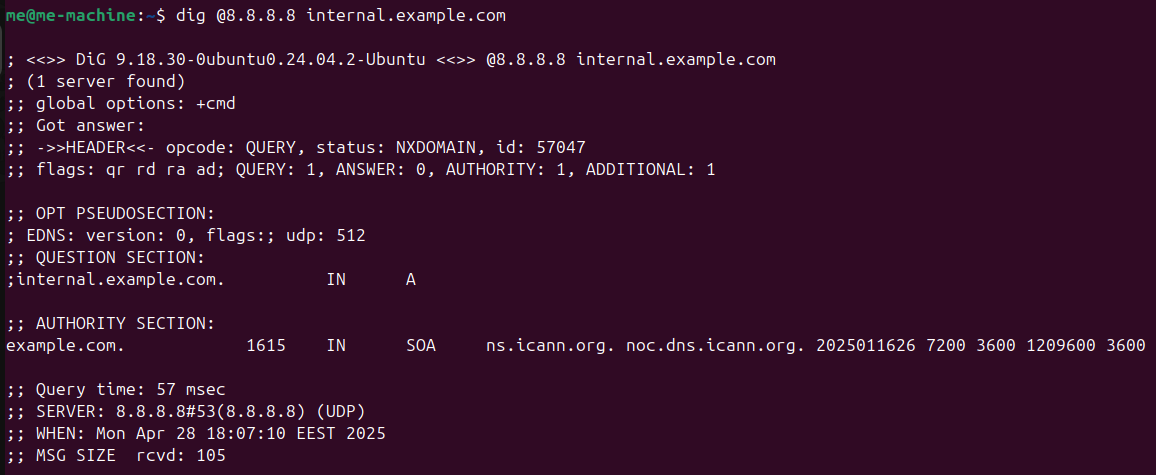 me@me-machine:~$ dig @8.8.8.8 internal.example.com
; <<>> DiG 9.18.30-0ubuntu0.24.04.2-Ubuntu <<>> @8.8.8.8 internal.example.com
; (1 server found)
;; global options: +cmd
;; Got answer:
;; ->>HEADER<<- opcode: QUERY, status: NXDOMAIN, id: 57047
;; flags: qr rd ra ad; QUERY: 1, ANSWER: 0, AUTHORITY: 1, ADDITIONAL: 1
;; OPT PSEUDOSECTION:
; EDNS: version: 0, flags:; udp: 512
;; QUESTION SECTION:
;internal.example.com. IN A
;; AUTHORITY SECTION:
example.com. 1615 IN SOA ns.icann.org. noc.dns.icann.org. 2025011626 7200 3600 1209600 3600
;; Query time: 57 msec
;; SERVER: 8.8.8.8#53(8.8.8.8) (UDP)
;; WHEN: Mon Apr 28 18:07:10 EEST 2025
;; MSG SIZE rcvd: 105